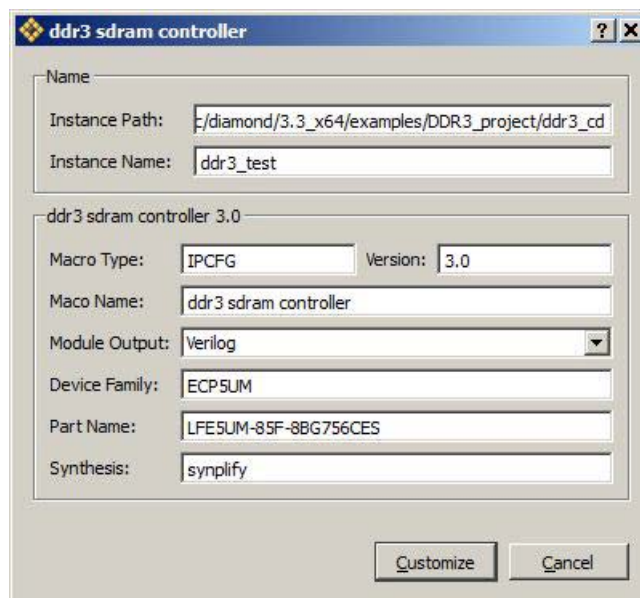 ddr3 sdram controller
Name
Instance Path: c/diamond/3.3_x64/examples/DDR3_project/ddr3_cd
Instance Name: ddr3_test
ddr3 sdram controller 3.0
Macro Type: IPCFG Version: 3.0
Maco Name: ddr3 sdram controller
Module Output: Verilog
Device Family: ECP5UM
Part Name: LFE5UM-85F-8BG756CES
Synthesis: synplify
Customize Cancel